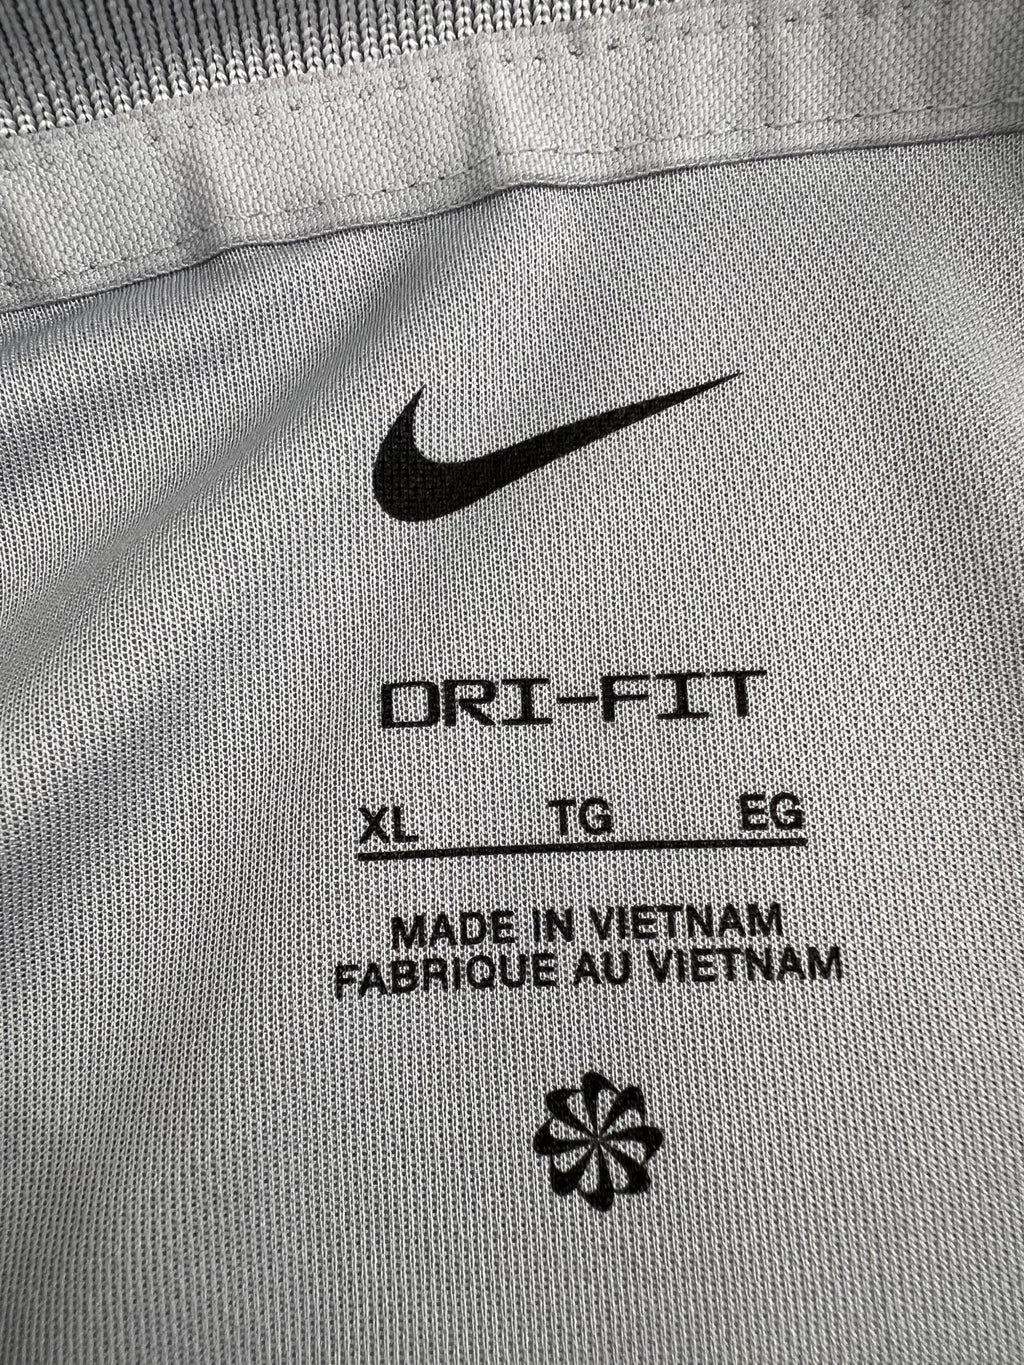 DRI-FIT
XL TG EG
MADE IN VIETNAM
FABRIQUE AU VIETNAM